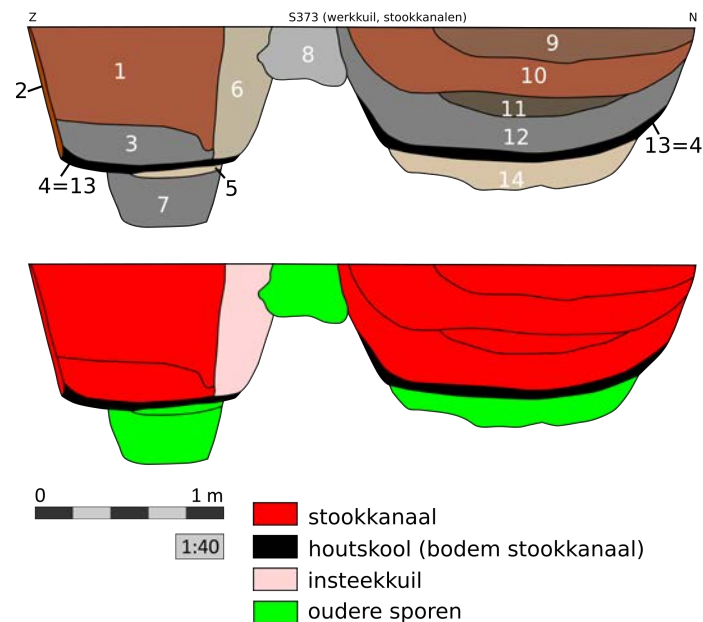 Z S373 (werkkuil, stookkanalen) N
9
8
1 10
2 6
11
3 12
13=4
4=13 5
14
7
0 1 m
1:40
stookkanaal
houtskool (bodem stookkanaal)
insteekkuil
oudere sporen